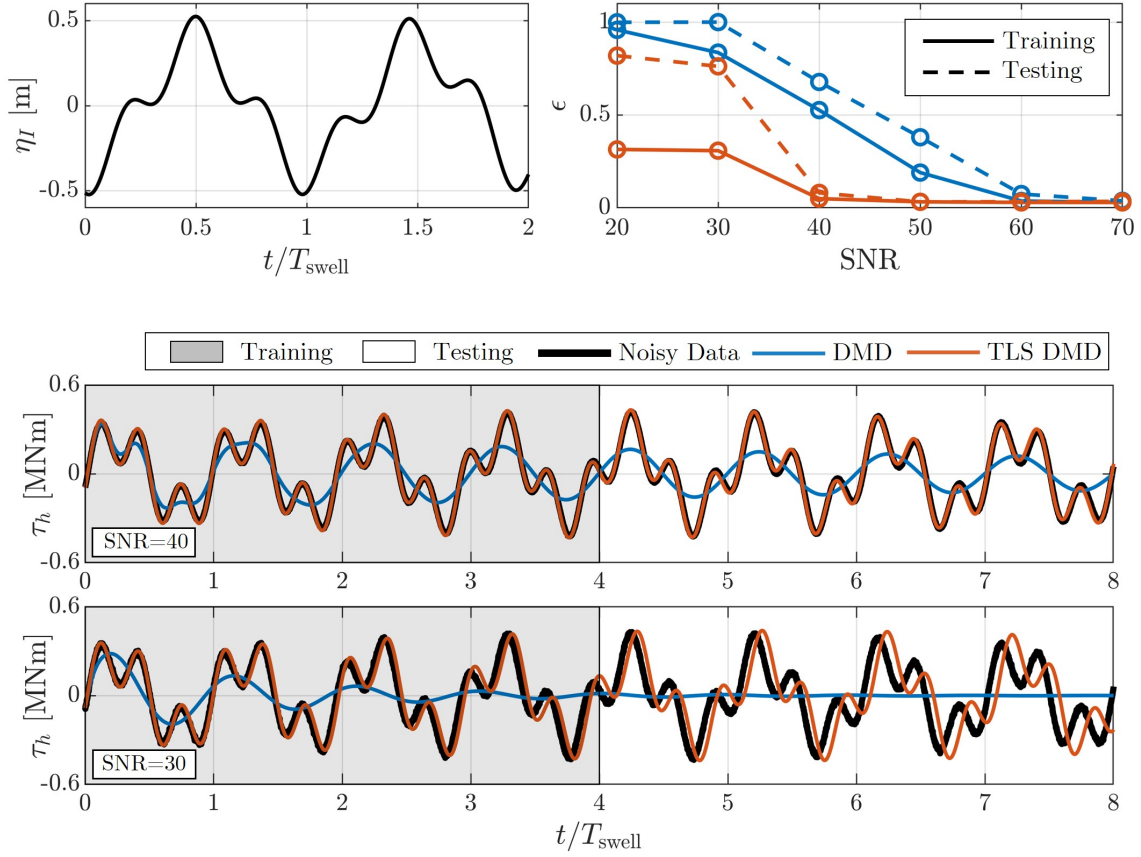 0.5
0
-0.5
η_I [m]
0 0.5 1 1.5 2
t/T_swell
1
0.5
0
ϵ
Training
Testing
20 30 40 50 60 70
SNR
Training Testing Noisy Data DMD TLS DMD
0.6
0
-0.6
τ_h [MNm]
SNR=40
0 1 2 3 4 5 6 7 8
0.6
0
-0.6
τ_h [MNm]
SNR=30
0 1 2 3 4 5 6 7 8
t/T_swell